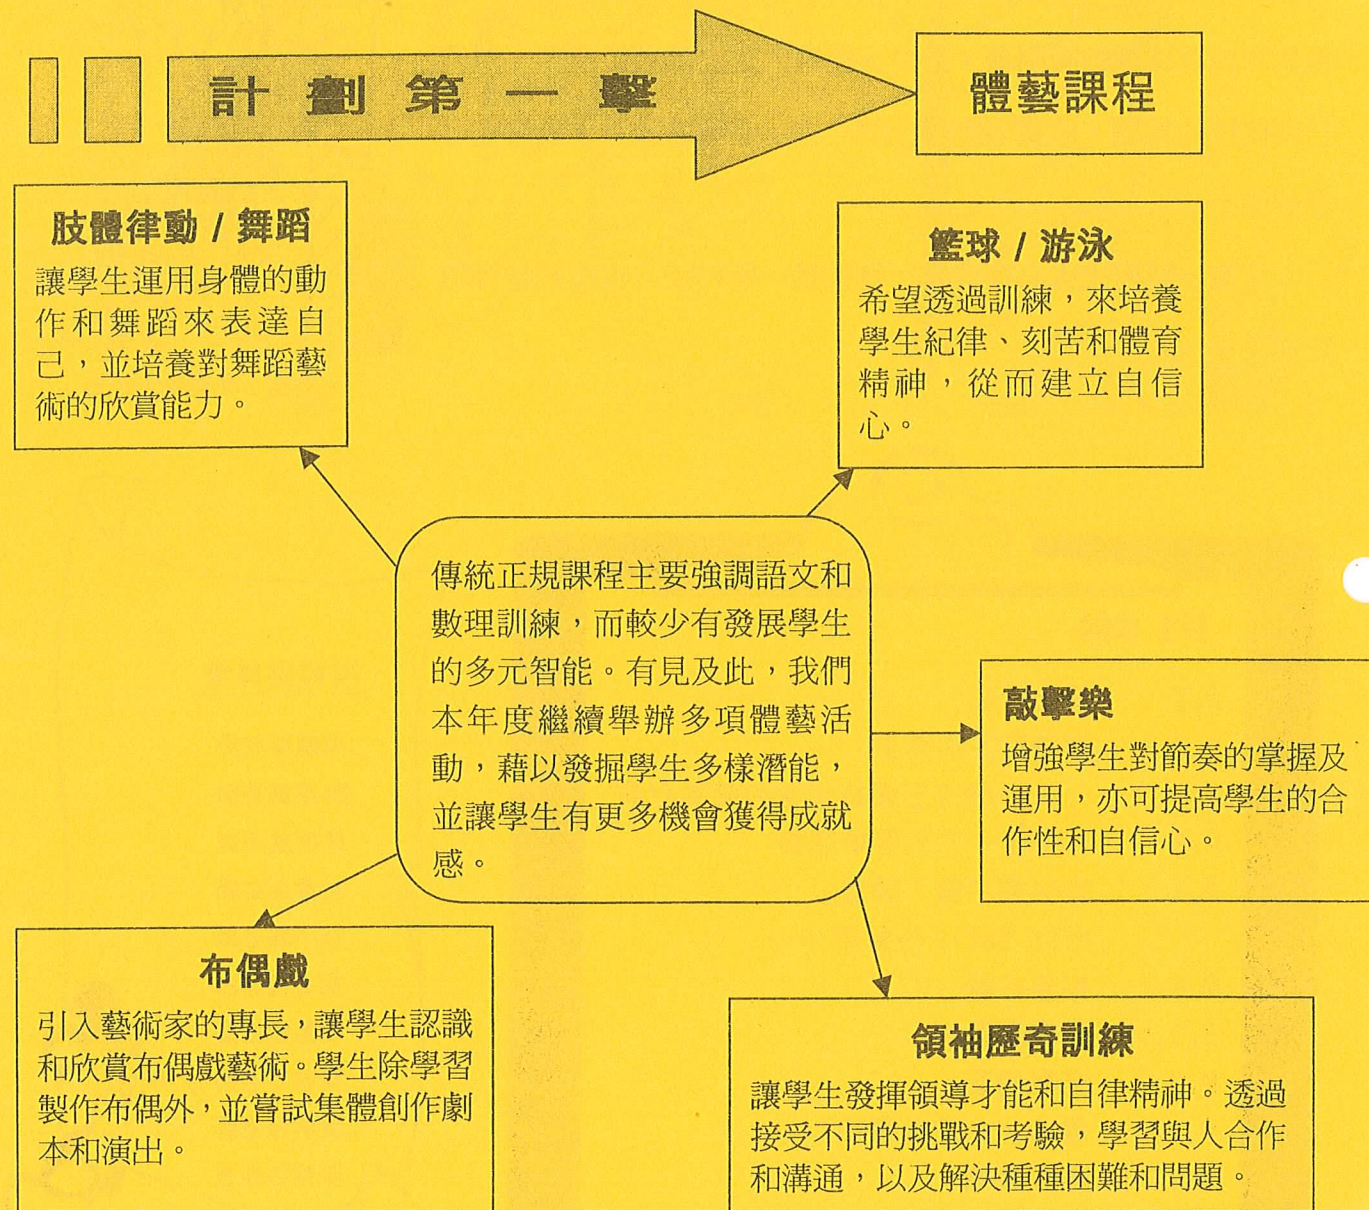 計劃第一擊
體藝課程
肢體律動 / 舞蹈
讓學生運用身體的動
作和舞蹈來表達自
己，並培養對舞蹈藝
術的欣賞能力。
籃球 / 游泳
希望透過訓練，來培養
學生紀律、刻苦和體育
精神，從而建立自信
心。
傳統正規課程主要強調語文和
數理訓練，而較少有發展學生
的多元智能。有見及此，我們
本年度繼續舉辦多項體藝活
動，藉以發掘學生多樣潛能，
並讓學生有更多機會獲得成就
感。
敲擊樂
增強學生對節奏的掌握及
運用，亦可提高學生的合
作性和自信心。
布偶戲
引入藝術家的專長，讓學生認識
和欣賞布偶戲藝術。學生除學習
製作布偶外，並嘗試集體創作劇
本和演出。
領袖歷奇訓練
讓學生發揮領導才能和自律精神。透過
接受不同的挑戰和考驗，學習與人合作
和溝通，以及解決種種困難和問題。